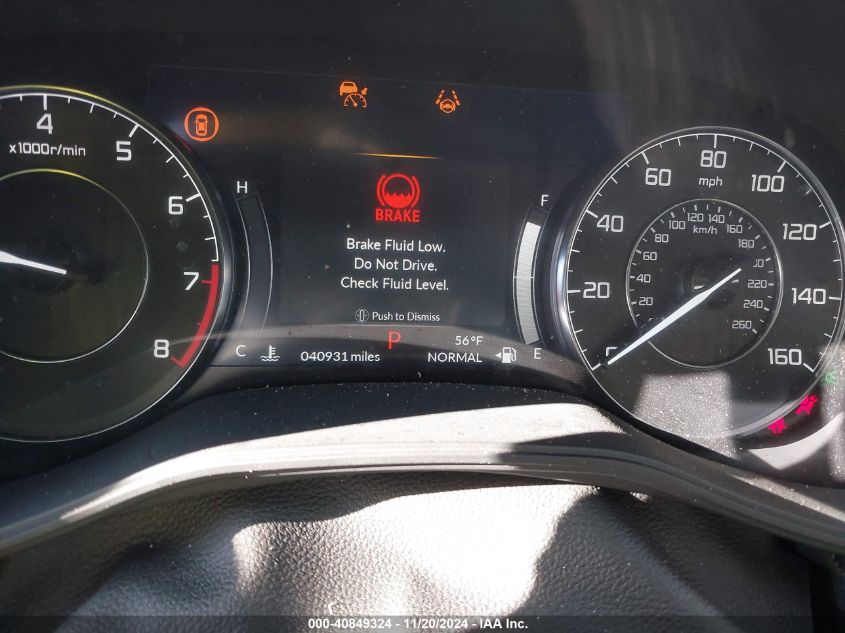 4
x1000r/min
5
6
7
8
H
C
BRAKE
Brake Fluid Low.
Do Not Drive.
Check Fluid Level.
Push to Dismiss
P
040931 miles
56°F
NORMAL
F
E
0
20
40
60
80
100
120
140
160
mph
km/h
20
40
60
80
100
120
140
160
180
220
240
260
000-40849324 - 11/20/2024 - IAA Inc.